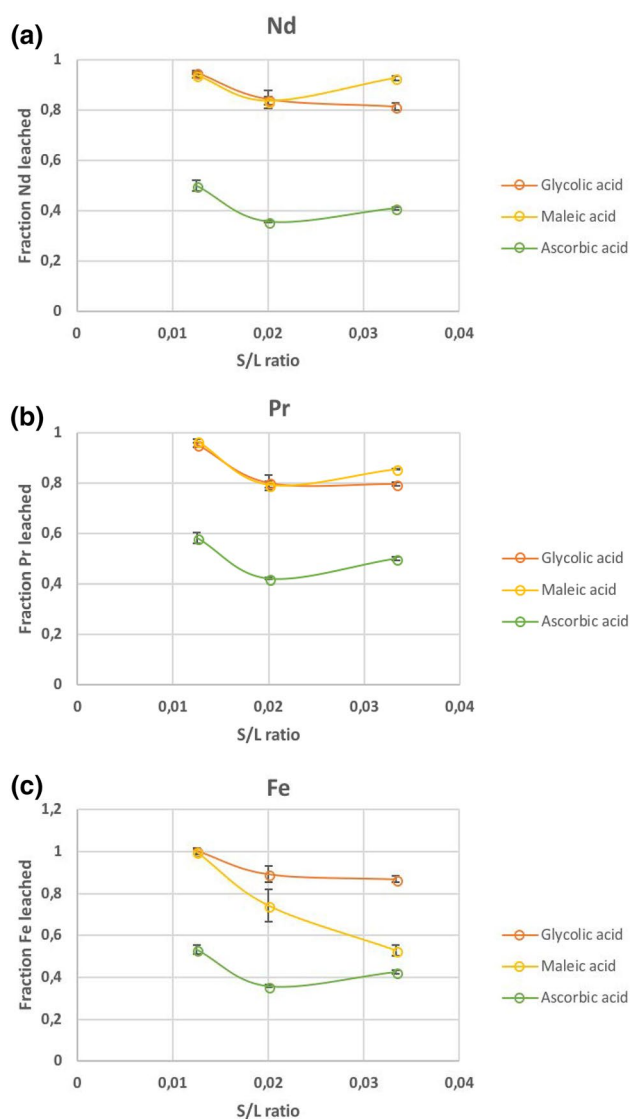 (a)
Nd
Fraction Nd leached
1
0,8
0,6
0,4
0,2
0
0
0,01
0,02
0,03
0,04
S/L ratio
Glycolic acid
Maleic acid
Ascorbic acid
(b)
Pr
Fraction Pr leached
1
0,8
0,6
0,4
0,2
0
0
0,01
0,02
0,03
0,04
S/L ratio
Glycolic acid
Maleic acid
Ascorbic acid
(c)
Fe
Fraction Fe leached
1,2
1
0,8
0,6
0,4
0,2
0
0
0,01
0,02
0,03
0,04
S/L ratio
Glycolic acid
Maleic acid
Ascorbic acid